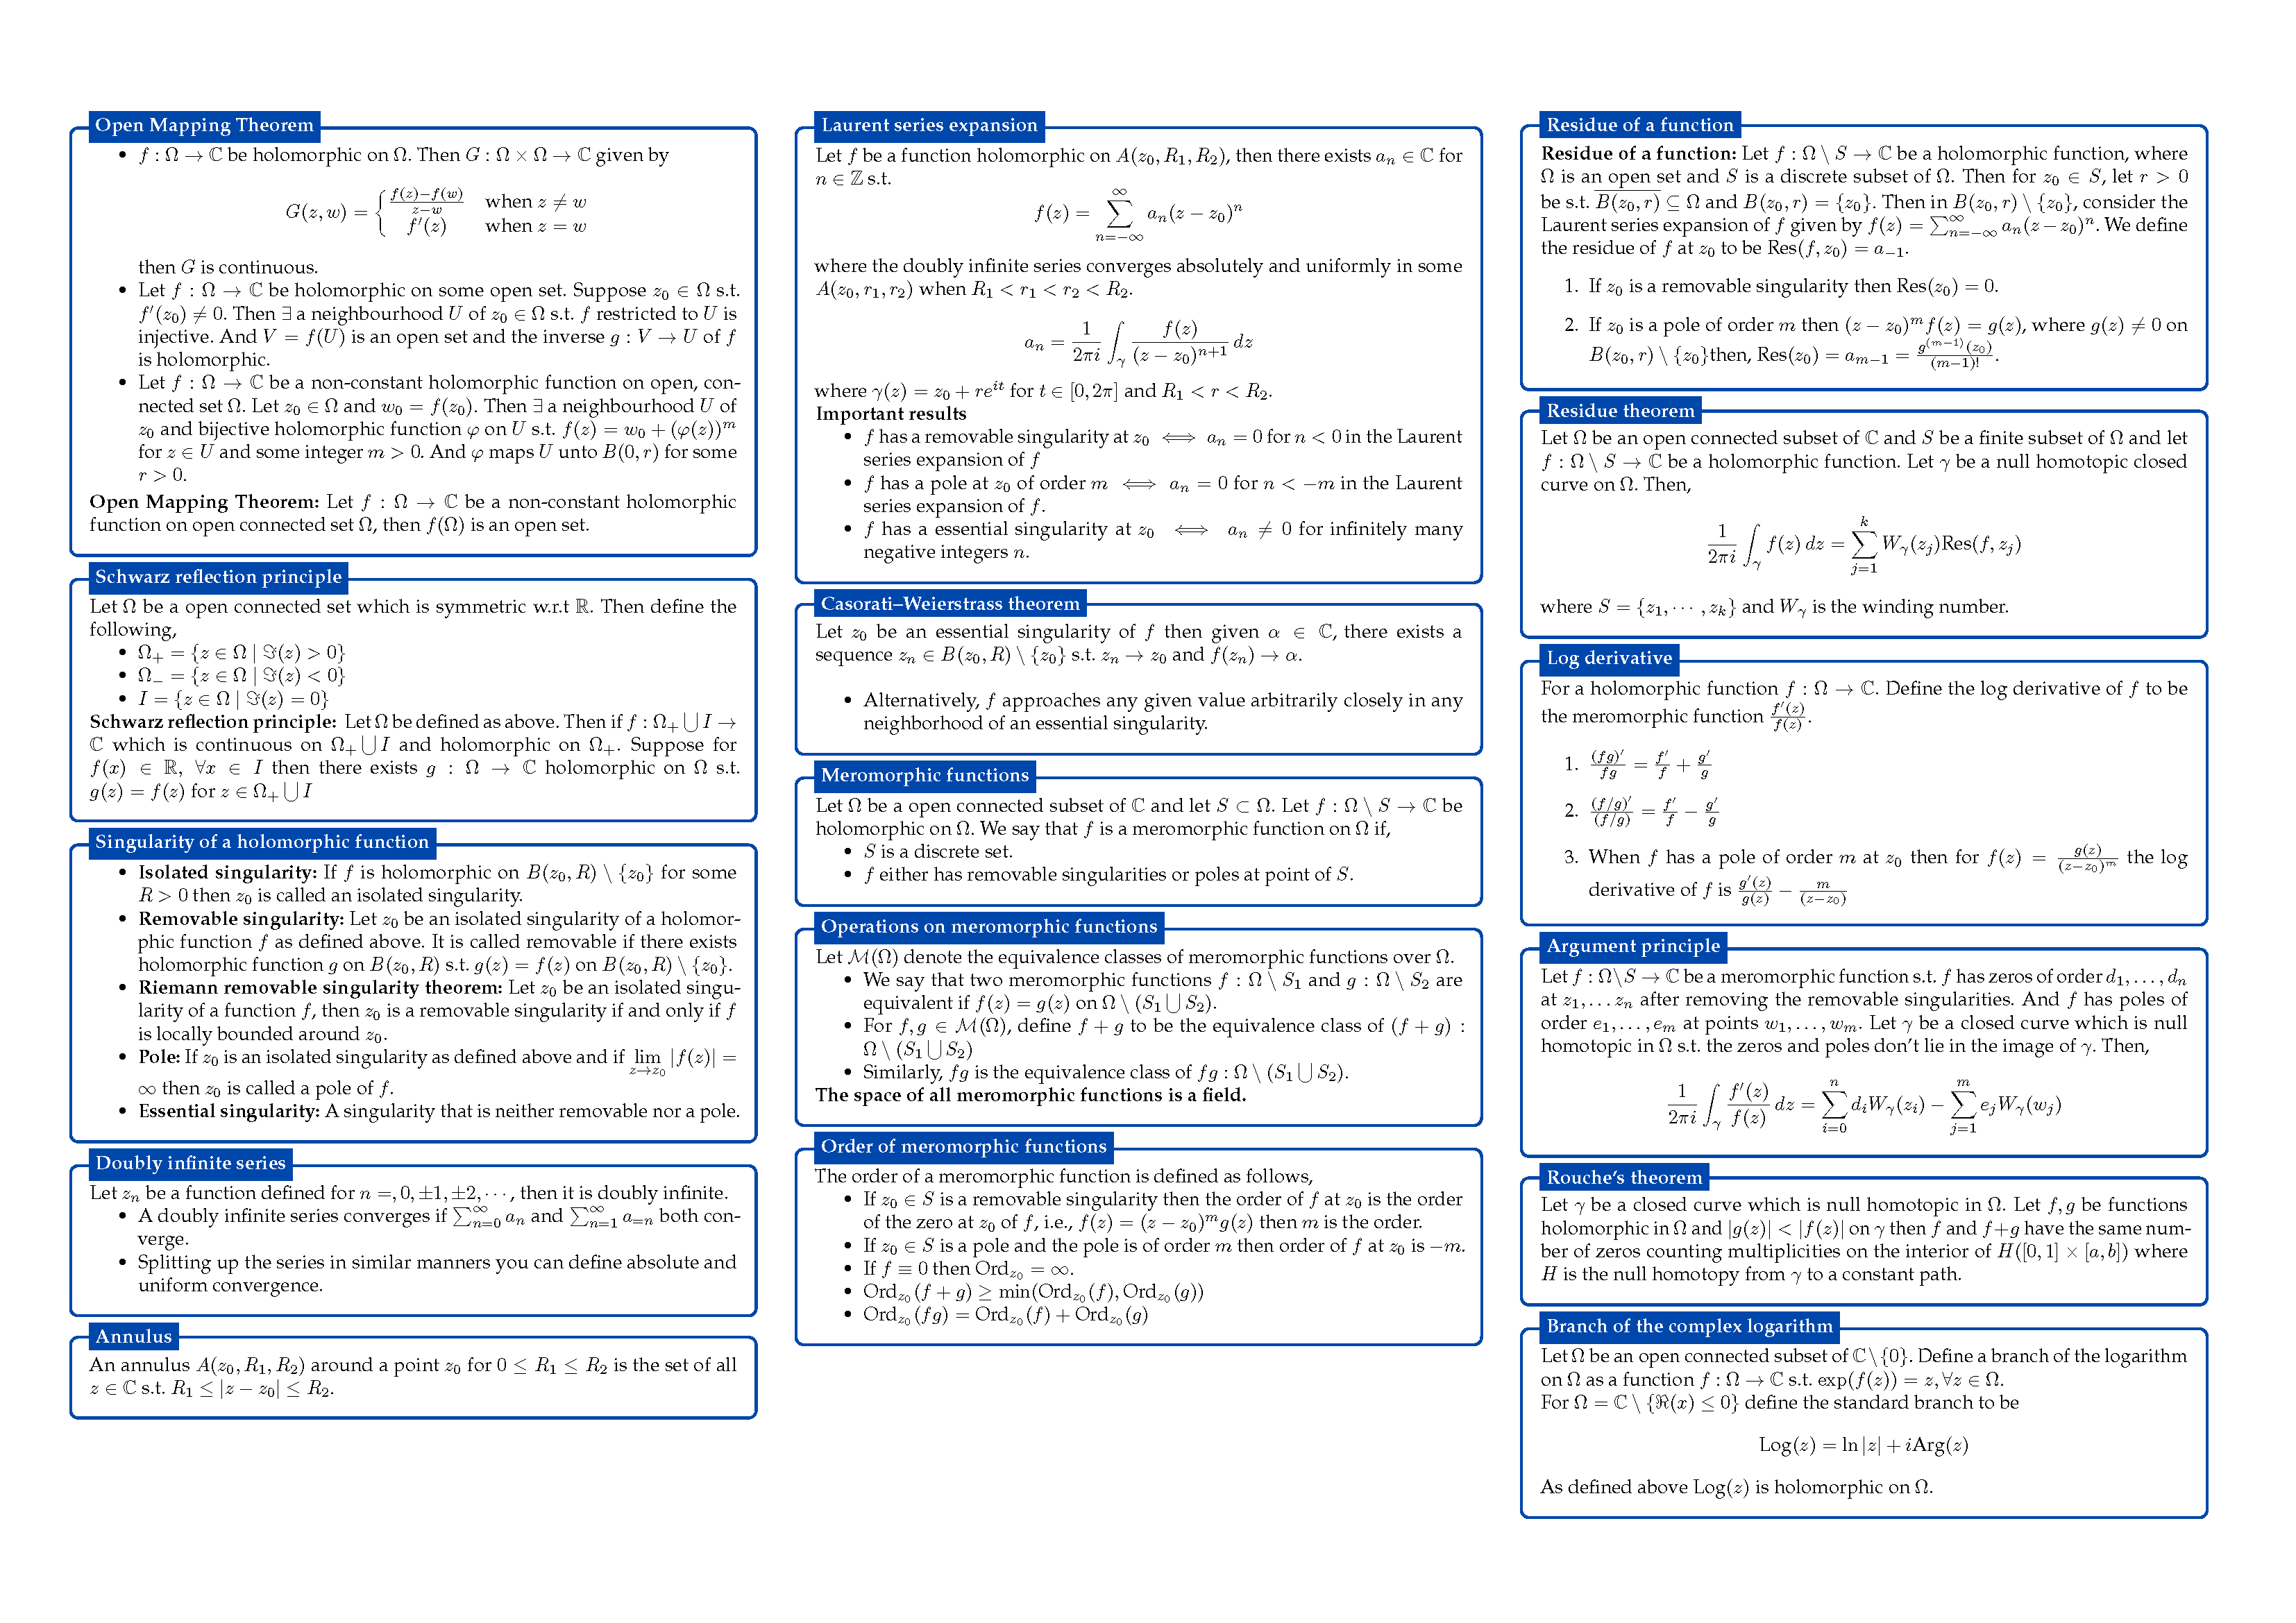 Open Mapping Theorem
• f : Ω → ℂ be holomorphic on Ω. Then G : Ω × Ω → ℂ given by
G(z, w) = { (f(z)−f(w))/(z−w) when z ≠ w
f′(z) when z = w
then G is continuous.
• Let f : Ω → ℂ be holomorphic on some open set. Suppose z₀ ∈ Ω s.t.
f′(z₀) ≠ 0. Then ∃ a neighbourhood U of z₀ ∈ Ω s.t. f restricted to U is
injective. And V = f(U) is an open set and the inverse g : V → U of f
is holomorphic.
• Let f : Ω → ℂ be a non-constant holomorphic function on open, con-
nected set Ω. Let z₀ ∈ Ω and w₀ = f(z₀). Then ∃ a neighbourhood U of
z₀ and bijective holomorphic function φ on U s.t. f(z) = w₀ + (φ(z))^m
for z ∈ U and some integer m > 0. And φ maps U unto B(0, r) for some
r > 0.
Open Mapping Theorem: Let f : Ω → ℂ be a non-constant holomorphic
function on open connected set Ω, then f(Ω) is an open set.
Schwarz reflection principle
Let Ω be a open connected set which is symmetric w.r.t ℝ. Then define the
following,
• Ω₊ = {z ∈ Ω | ℑ(z) > 0}
• Ω₋ = {z ∈ Ω | ℑ(z) < 0}
• I = {z ∈ Ω | ℑ(z) = 0}
Schwarz reflection principle: Let Ω be defined as above. Then if f : Ω₊ ⋃ I →
ℂ which is continuous on Ω₊ ⋃ I and holomorphic on Ω₊. Suppose for
f(x) ∈ ℝ, ∀x ∈ I then there exists g : Ω → ℂ holomorphic on Ω s.t.
g(z) = f(z) for z ∈ Ω₊ ⋃ I
Singularity of a holomorphic function
• Isolated singularity: If f is holomorphic on B(z₀, R) \ {z₀} for some
R > 0 then z₀ is called an isolated singularity.
• Removable singularity: Let z₀ be an isolated singularity of a holomor-
phic function f as defined above. It is called removable if there exists
holomorphic function g on B(z₀, R) s.t. g(z) = f(z) on B(z₀, R) \ {z₀}.
• Riemann removable singularity theorem: Let z₀ be an isolated singu-
larity of a function f, then z₀ is a removable singularity if and only if f
is locally bounded around z₀.
• Pole: If z₀ is an isolated singularity as defined above and if lim_{z→z₀} |f(z)| =
∞ then z₀ is called a pole of f.
• Essential singularity: A singularity that is neither removable nor a pole.
Doubly infinite series
Let zₙ be a function defined for n =, 0, ±1, ±2, ⋯, then it is doubly infinite.
• A doubly infinite series converges if ∑_{n=0}^∞ aₙ and ∑_{n=1}^∞ a₌ₙ both con-
verge.
• Splitting up the series in similar manners you can define absolute and
uniform convergence.
Annulus
An annulus A(z₀, R₁, R₂) around a point z₀ for 0 ≤ R₁ ≤ R₂ is the set of all
z ∈ ℂ s.t. R₁ ≤ |z − z₀| ≤ R₂.
Laurent series expansion
Let f be a function holomorphic on A(z₀, R₁, R₂), then there exists aₙ ∈ ℂ for
n ∈ ℤ s.t.
f(z) = ∑_{n=−∞}^∞ aₙ(z − z₀)ⁿ
where the doubly infinite series converges absolutely and uniformly in some
A(z₀, r₁, r₂) when R₁ < r₁ < r₂ < R₂.
aₙ = 1/(2πi) ∫_γ f(z)/(z − z₀)^{n+1} dz
where γ(z) = z₀ + re^{it} for t ∈ [0, 2π] and R₁ < r < R₂.
Important results
• f has a removable singularity at z₀ ⟺ aₙ = 0 for n < 0 in the Laurent
series expansion of f
• f has a pole at z₀ of order m ⟺ aₙ = 0 for n < −m in the Laurent
series expansion of f.
• f has a essential singularity at z₀ ⟺ aₙ ≠ 0 for infinitely many
negative integers n.
Casorati–Weierstrass theorem
Let z₀ be an essential singularity of f then given α ∈ ℂ, there exists a
sequence zₙ ∈ B(z₀, R) \ {z₀} s.t. zₙ → z₀ and f(zₙ) → α.
• Alternatively, f approaches any given value arbitrarily closely in any
neighborhood of an essential singularity.
Meromorphic functions
Let Ω be a open connected subset of ℂ and let S ⊂ Ω. Let f : Ω \ S → ℂ be
holomorphic on Ω. We say that f is a meromorphic function on Ω if,
• S is a discrete set.
• f either has removable singularities or poles at point of S.
Operations on meromorphic functions
Let ℳ(Ω) denote the equivalence classes of meromorphic functions over Ω.
• We say that two meromorphic functions f : Ω \ S₁ and g : Ω \ S₂ are
equivalent if f(z) = g(z) on Ω \ (S₁ ⋃ S₂).
• For f, g ∈ ℳ(Ω), define f + g to be the equivalence class of (f + g) :
Ω \ (S₁ ⋃ S₂)
• Similarly, fg is the equivalence class of fg : Ω \ (S₁ ⋃ S₂).
The space of all meromorphic functions is a field.
Order of meromorphic functions
The order of a meromorphic function is defined as follows,
• If z₀ ∈ S is a removable singularity then the order of f at z₀ is the order
of the zero at z₀ of f, i.e., f(z) = (z − z₀)^m g(z) then m is the order.
• If z₀ ∈ S is a pole and the pole is of order m then order of f at z₀ is −m.
• If f ≡ 0 then Ord_{z₀} = ∞.
• Ord_{z₀}(f + g) ≥ min(Ord_{z₀}(f), Ord_{z₀}(g))
• Ord_{z₀}(fg) = Ord_{z₀}(f) + Ord_{z₀}(g)
Residue of a function
Residue of a function: Let f : Ω \ S → ℂ be a holomorphic function, where
Ω is an open set and S is a discrete subset of Ω. Then for z₀ ∈ S, let r > 0
be s.t. \overline{B(z₀, r)} ⊆ Ω and B(z₀, r) = {z₀}. Then in B(z₀, r) \ {z₀}, consider the
Laurent series expansion of f given by f(z) = ∑_{n=−∞}^∞ aₙ(z − z₀)ⁿ. We define
the residue of f at z₀ to be Res(f, z₀) = a₋₁.
1. If z₀ is a removable singularity then Res(z₀) = 0.
2. If z₀ is a pole of order m then (z − z₀)^m f(z) = g(z), where g(z) ≠ 0 on
B(z₀, r) \ {z₀}then, Res(z₀) = a_{m−1} = g^{(m−1)}(z₀)/(m−1)!.
Residue theorem
Let Ω be an open connected subset of ℂ and S be a finite subset of Ω and let
f : Ω \ S → ℂ be a holomorphic function. Let γ be a null homotopic closed
curve on Ω. Then,
1/(2πi) ∫_γ f(z) dz = ∑_{j=1}^k W_γ(z_j)Res(f, z_j)
where S = {z₁, ⋯ , z_k} and W_γ is the winding number.
Log derivative
For a holomorphic function f : Ω → ℂ. Define the log derivative of f to be
the meromorphic function f′(z)/f(z).
1. (fg)′/fg = f′/f + g′/g
2. (f/g)′/(f/g) = f′/f − g′/g
3. When f has a pole of order m at z₀ then for f(z) = g(z)/(z−z₀)^m the log
derivative of f is g′(z)/g(z) − m/(z−z₀)
Argument principle
Let f : Ω\S → ℂ be a meromorphic function s.t. f has zeros of order d₁, . . . , dₙ
at z₁, . . . zₙ after removing the removable singularities. And f has poles of
order e₁, . . . , e_m at points w₁, . . . , w_m. Let γ be a closed curve which is null
homotopic in Ω s.t. the zeros and poles don't lie in the image of γ. Then,
1/(2πi) ∫_γ f′(z)/f(z) dz = ∑_{i=0}^n d_i W_γ(z_i) − ∑_{j=1}^m e_j W_γ(w_j)
Rouche's theorem
Let γ be a closed curve which is null homotopic in Ω. Let f, g be functions
holomorphic in Ω and |g(z)| < |f(z)| on γ then f and f+g have the same num-
ber of zeros counting multiplicities on the interior of H([0, 1] × [a, b]) where
H is the null homotopy from γ to a constant path.
Branch of the complex logarithm
Let Ω be an open connected subset of ℂ\{0}. Define a branch of the logarithm
on Ω as a function f : Ω → ℂ s.t. exp(f(z)) = z, ∀z ∈ Ω.
For Ω = ℂ \ {ℜ(x) ≤ 0} define the standard branch to be
Log(z) = ln |z| + iArg(z)
As defined above Log(z) is holomorphic on Ω.